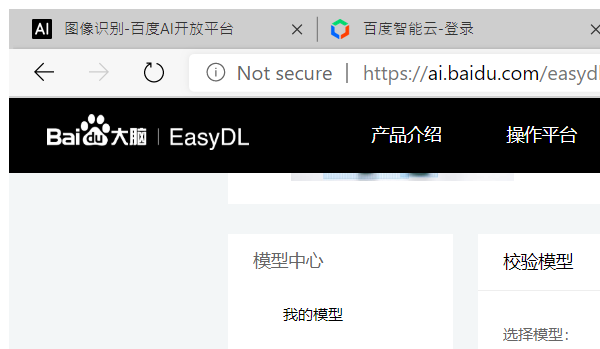 AI 图像识别-百度AI开放平台 百度智能云-登录
Not secure | https://ai.baidu.com/easydl
Bai du 大脑 | EasyDL 产品介绍 操作平台
模型中心
校验模型
我的模型
选择模型: